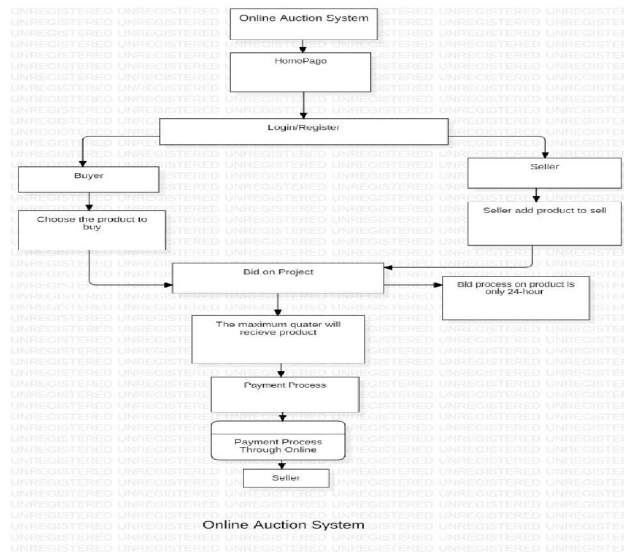 Online Auction System
HomoPago
Login/Register
Buyer
Seller
Choose the product to
buy
Seller add product to sell
Bid on Project
Bid process on product is
only 24-hour
The maximum quater will
recieve product
Payment Process
Payment Process
Through Online
Seller
Online Auction System